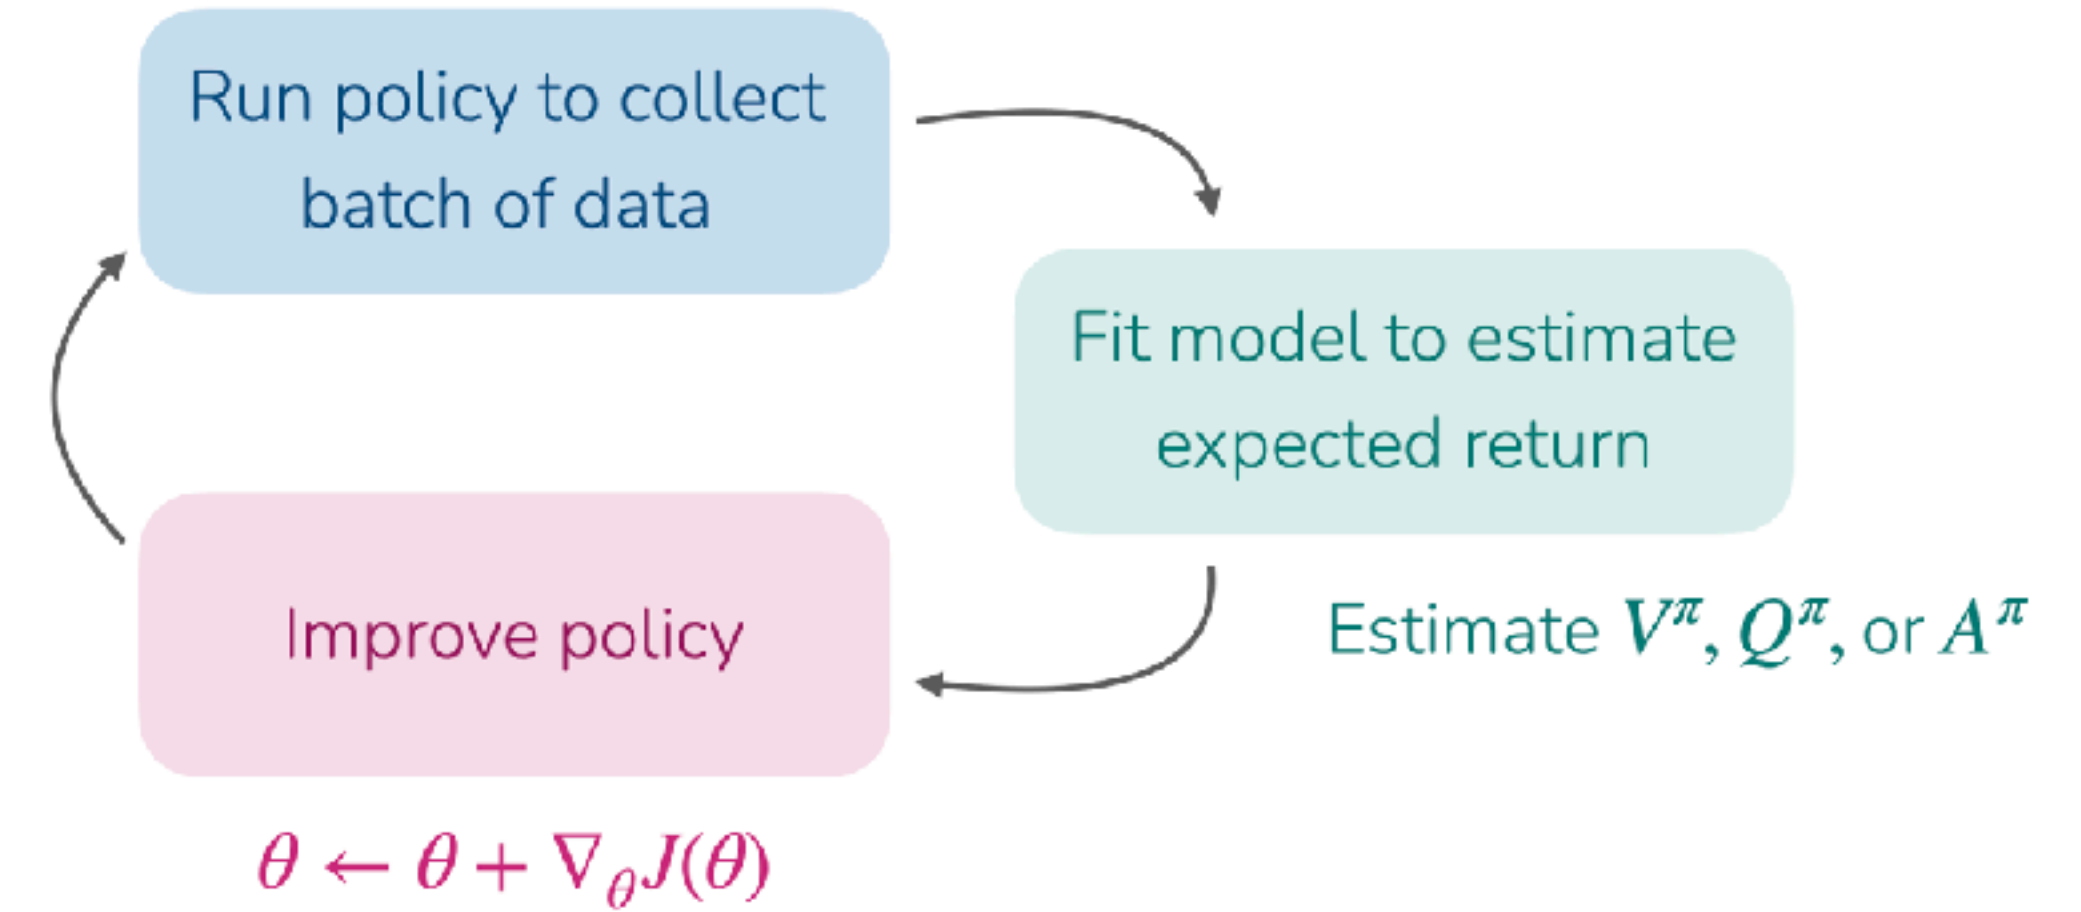 Run policy to collect
batch of data
Fit model to estimate
expected return
Estimate V^π, Q^π, or A^π
Improve policy
θ ← θ + ∇_θ J(θ)